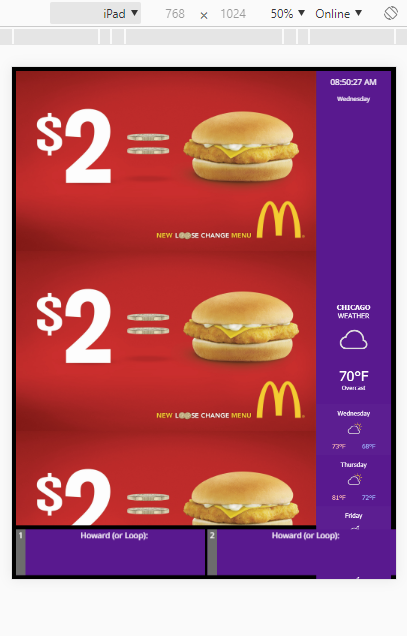 iPad ▼ 768 × 1024 50% ▼ Online ▼
08:50:27 AM
Wednesday
$2 =
NEW LOOSE CHANGE MENU
$2 =
NEW LOOSE CHANGE MENU
$2 =
CHICAGO
WEATHER
70°F
Overcast
Wednesday
73°F 68°F
Thursday
81°F 72°F
Friday
1 Howard (or Loop):
2 Howard (or Loop):